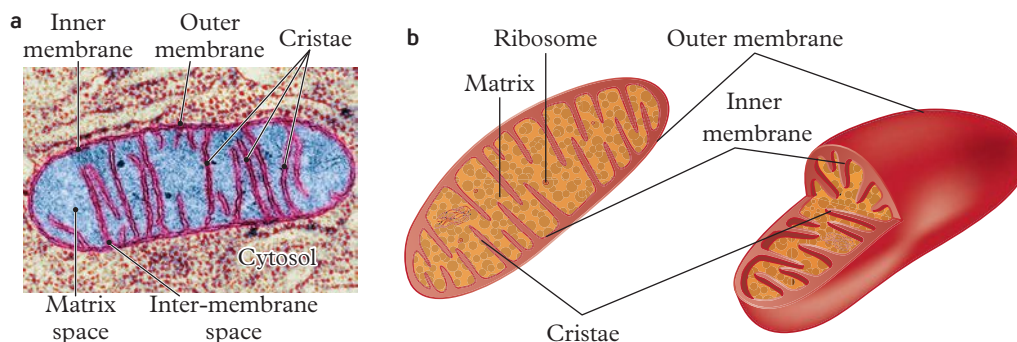 a
Inner
membrane
Outer
membrane
Cristae
Cytosol
Matrix
space
Inter-membrane
space
b
Ribosome
Matrix
Outer membrane
Inner
membrane
Cristae